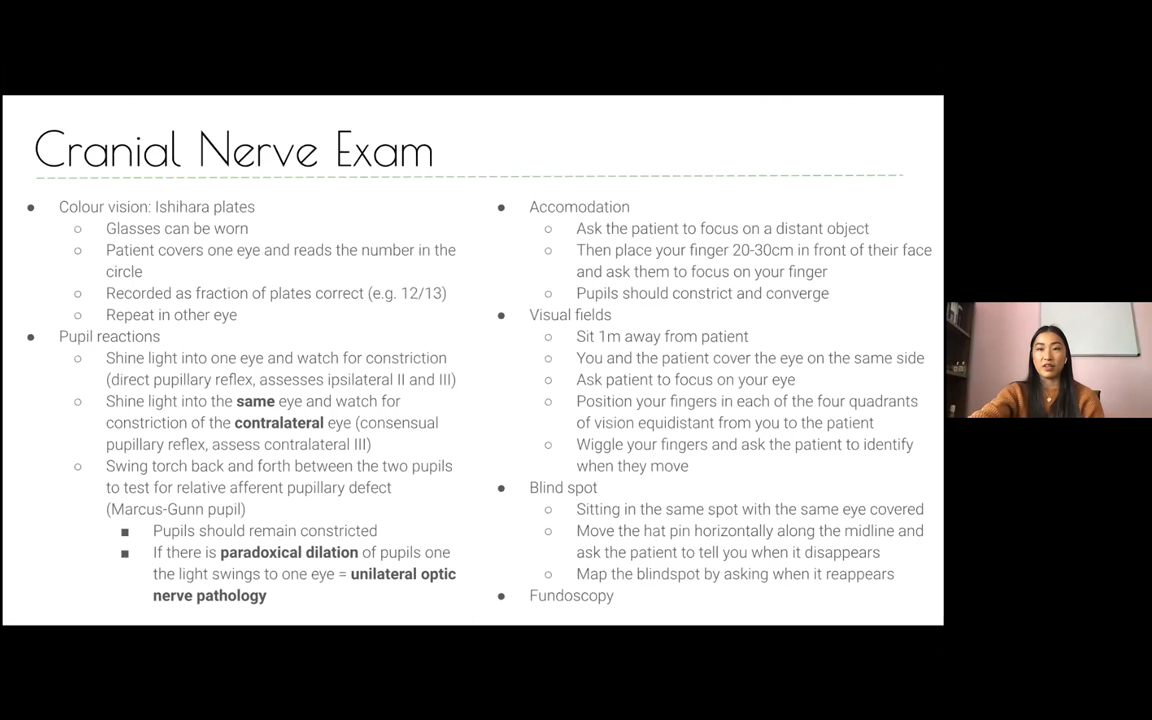 Cranial Nerve Exam
● Colour vision: Ishihara plates
○ Glasses can be worn
○ Patient covers one eye and reads the number in the
circle
○ Recorded as fraction of plates correct (e.g. 12/13)
○ Repeat in other eye
● Pupil reactions
○ Shine light into one eye and watch for constriction
(direct pupillary reflex, assesses ipsilateral II and III)
○ Shine light into the same eye and watch for
constriction of the contralateral eye (consensual
pupillary reflex, assess contralateral III)
○ Swing torch back and forth between the two pupils
to test for relative afferent pupillary defect
(Marcus-Gunn pupil)
■ Pupils should remain constricted
■ If there is paradoxical dilation of pupils one
the light swings to one eye = unilateral optic
nerve pathology
● Accomodation
○ Ask the patient to focus on a distant object
○ Then place your finger 20-30cm in front of their face
and ask them to focus on your finger
○ Pupils should constrict and converge
● Visual fields
○ Sit 1m away from patient
○ You and the patient cover the eye on the same side
○ Ask patient to focus on your eye
○ Position your fingers in each of the four quadrants
of vision equidistant from you to the patient
○ Wiggle your fingers and ask the patient to identify
when they move
● Blind spot
○ Sitting in the same spot with the same eye covered
○ Move the hat pin horizontally along the midline and
ask the patient to tell you when it disappears
○ Map the blindspot by asking when it reappears
● Fundoscopy